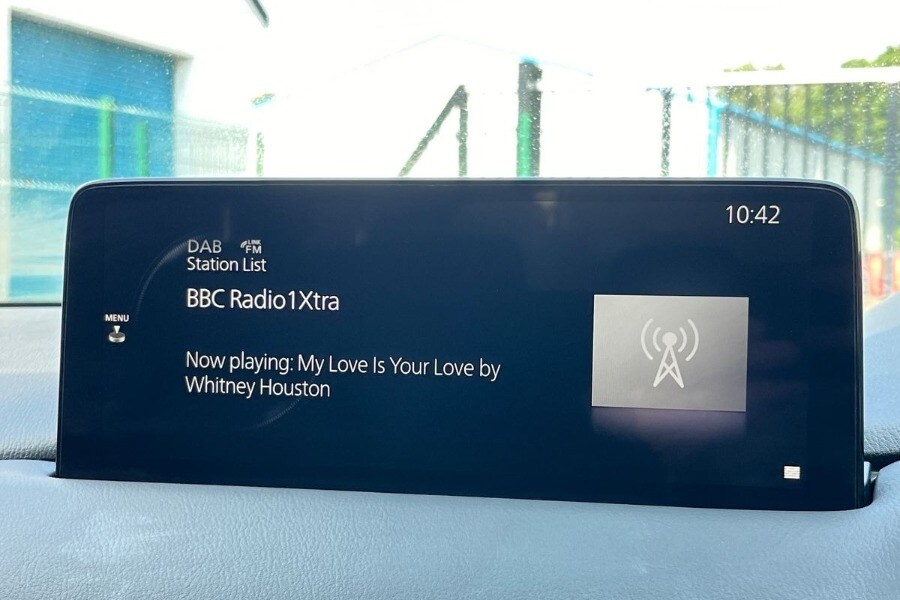 10:42
DAB LINK FM
Station List
BBC Radio1Xtra
MENU
Now playing: My Love Is Your Love by
Whitney Houston